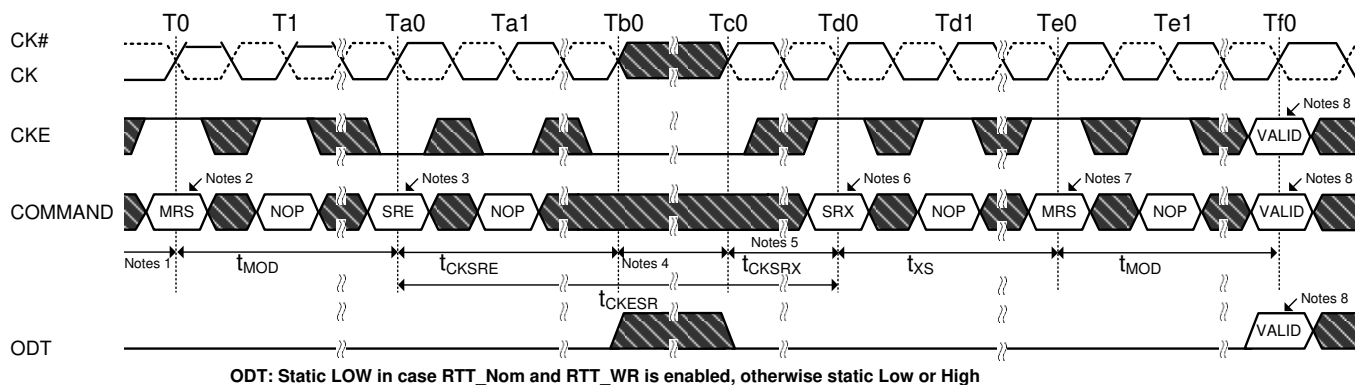 T0 T1 Ta0 Ta1 Tb0 Tc0 Td0 Td1 Te0 Te1 Tf0
CK#
CK
Notes 8
CKE VALID
Notes 2 Notes 3 Notes 6 Notes 7 Notes 8
COMMAND MRS NOP SRE NOP SRX NOP MRS NOP VALID
Notes 1 tMOD tCKSRE Notes 4 Notes 5 tCKSRX tXS tMOD
tCKESR
Notes 8
VALID
ODT
ODT: Static LOW in case RTT_Nom and RTT_WR is enabled, otherwise static Low or High